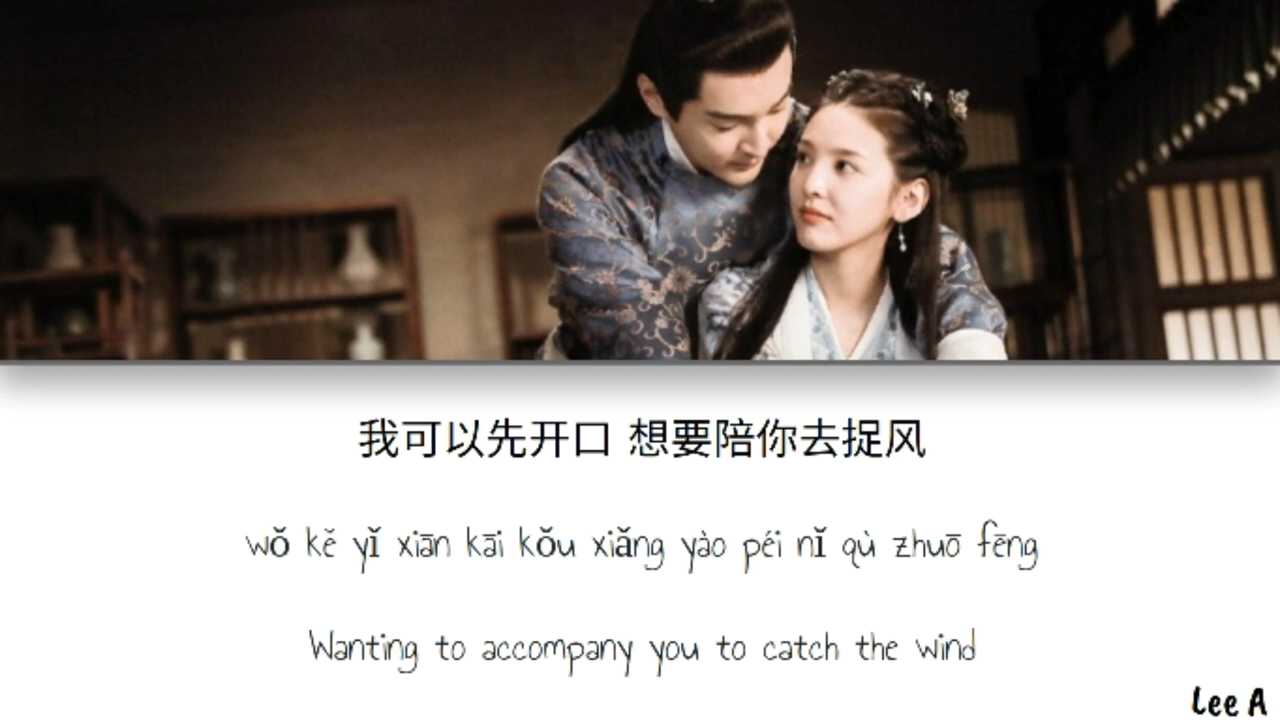 我可以先开口 想要陪你去捉风
wǒ kě yǐ xiān kāi kǒu xiǎng yào péi nǐ qù zhuō fēng
Wanting to accompany you to catch the wind
Lee A